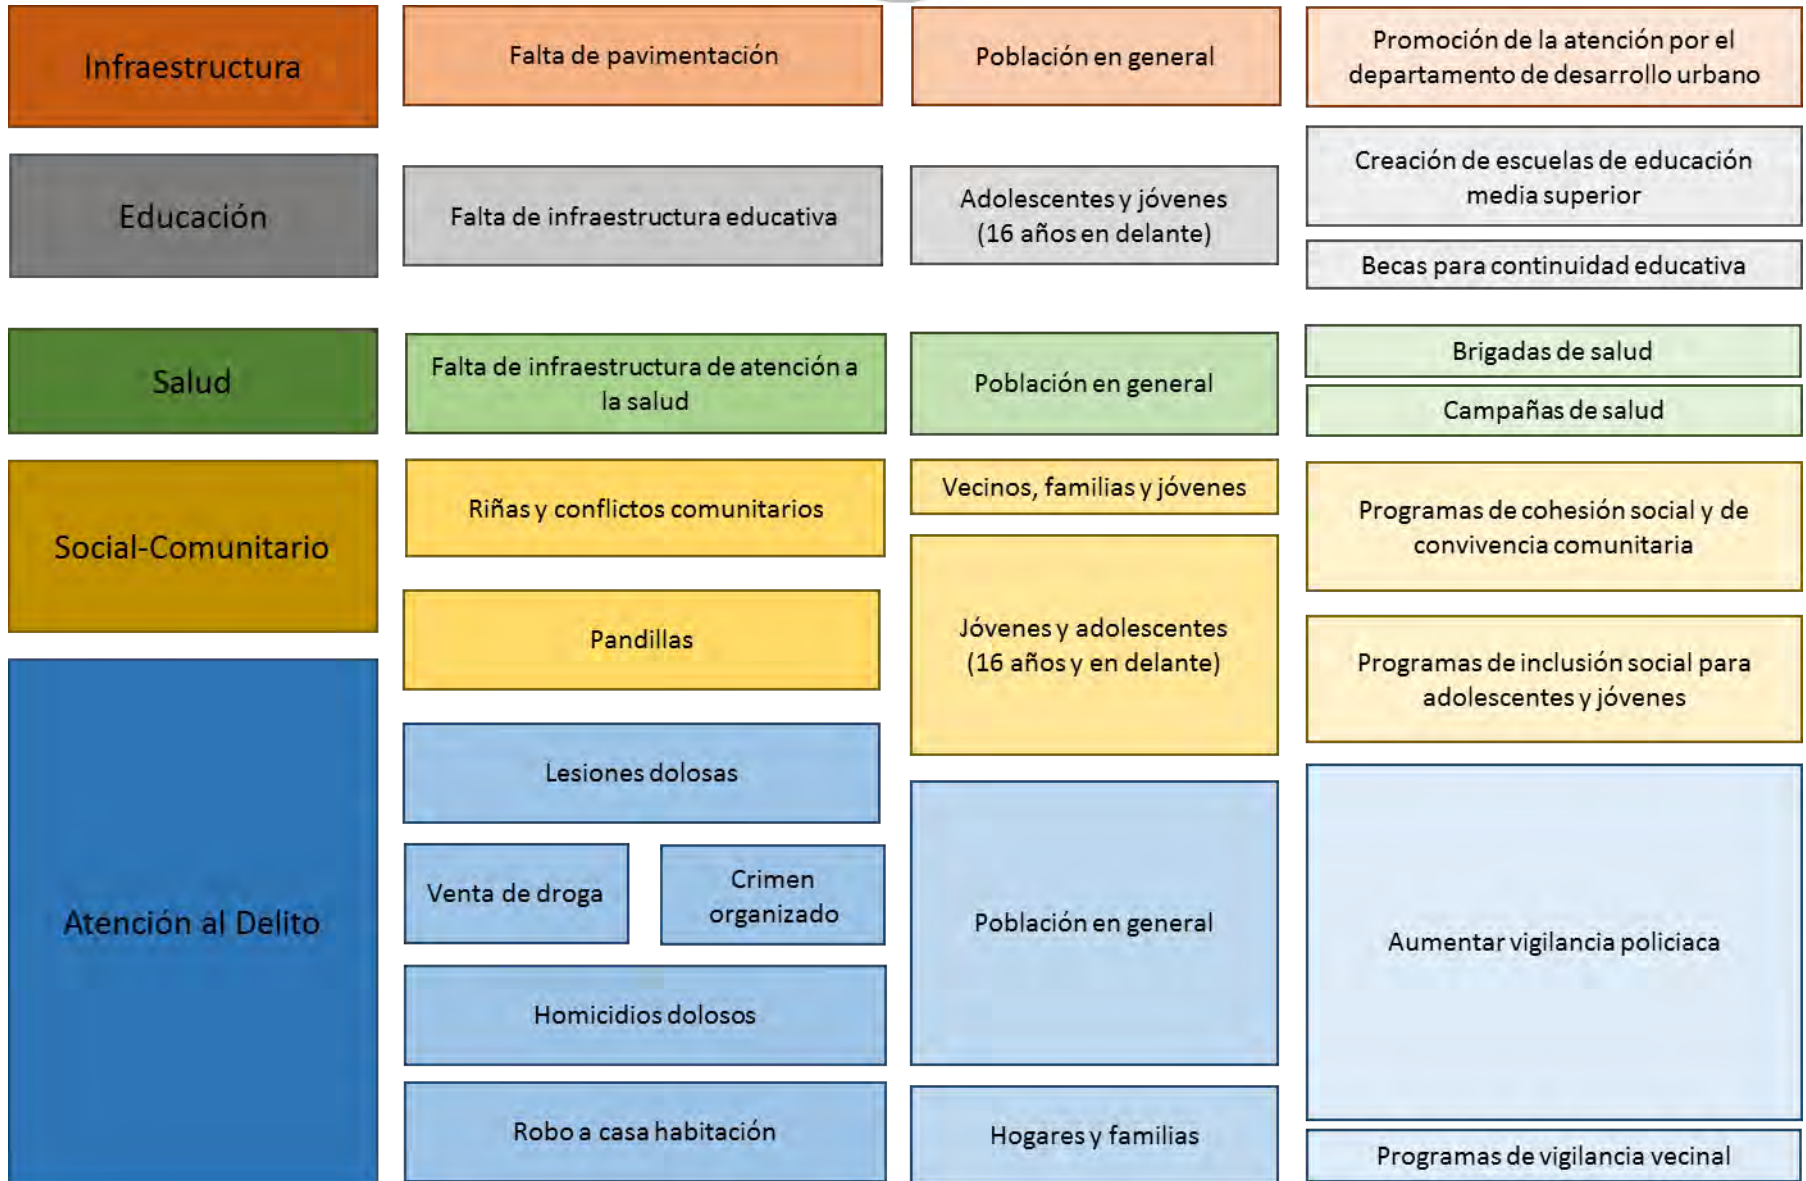 Infraestructura
Falta de pavimentación
Población en general
Promoción de la atención por el
departamento de desarrollo urbano
Educación
Falta de infraestructura educativa
Adolescentes y jóvenes
(16 años en delante)
Creación de escuelas de educación
media superior
Becas para continuidad educativa
Salud
Falta de infraestructura de atención a
la salud
Población en general
Brigadas de salud
Campañas de salud
Social-Comunitario
Riñas y conflictos comunitarios
Vecinos, familias y jóvenes
Programas de cohesión social y de
convivencia comunitaria
Pandillas
Jóvenes y adolescentes
(16 años y en delante)
Programas de inclusión social para
adolescentes y jóvenes
Atención al Delito
Lesiones dolosas
Venta de droga
Crimen
organizado
Homicidios dolosos
Robo a casa habitación
Población en general
Hogares y familias
Aumentar vigilancia policiaca
Programas de vigilancia vecinal